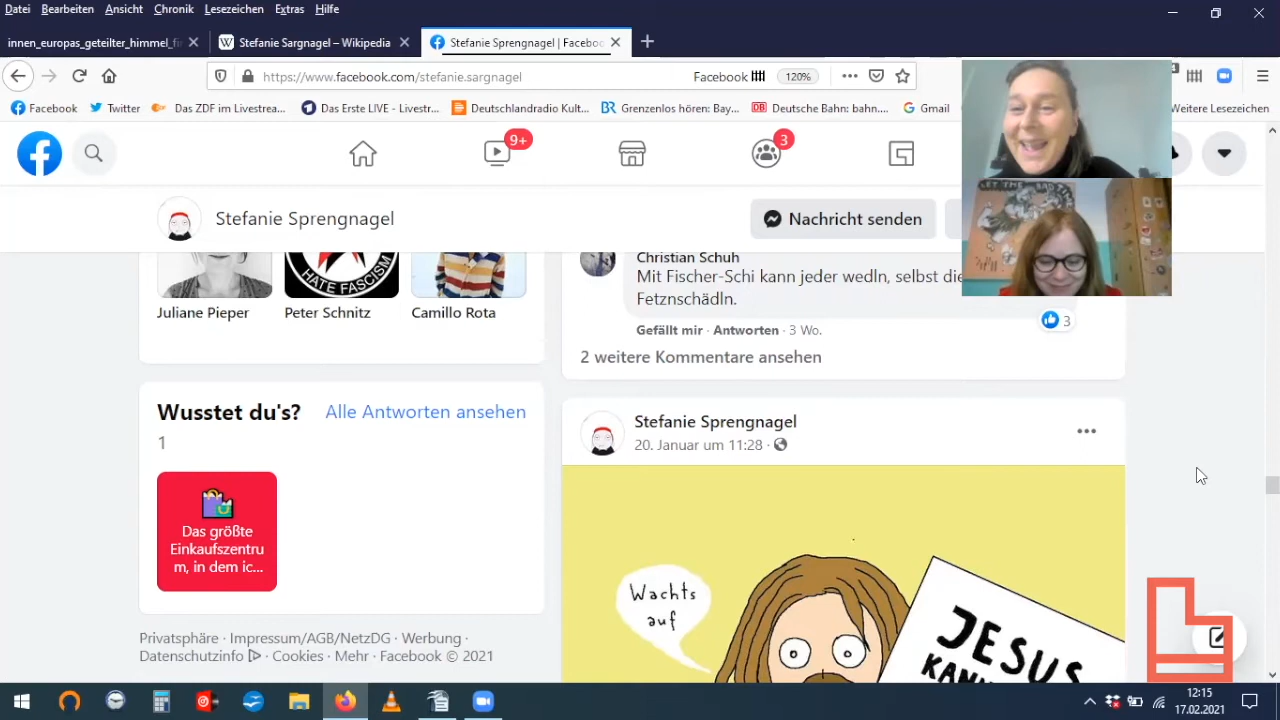 Datei Bearbeiten Ansicht Chronik Lesezeichen Extras Hilfe
innen_europas_geteilter_himmel_fi
Stefanie Sargnagel – Wikipedia
Stefanie Sprengnagel | Faceboo
https://www.facebook.com/stefanie.sargnagel
Facebook
120%
Facebook
Twitter
Das ZDF im Livestrea...
Das Erste LIVE - Livestr...
Deutschlandradio Kult...
Grenzenlos hören: Bay...
Deutsche Bahn: bahn....
Gmail
Weitere Lesezeichen
9+
3
Stefanie Sprengnagel
Nachricht senden
LET THE BAD
HATE FASCISM
Juliane Pieper
Peter Schnitz
Camillo Rota
Christian Schuh
Mit Fischer-Schi kann jeder wedln, selbst die
Fetznschädln.
3
Gefällt mir · Antworten · 3 Wo.
2 weitere Kommentare ansehen
Wusstet du's?
Alle Antworten ansehen
1
Das größte
Einkaufszentru
m, in dem ic...
Privatsphäre · Impressum/AGB/NetzDG · Werbung ·
Datenschutzinfo · Cookies · Mehr · Facebook © 2021
Stefanie Sprengnagel
20. Januar um 11:28 ·
Wachts
auf
JESUS
12:15
17.02.2021